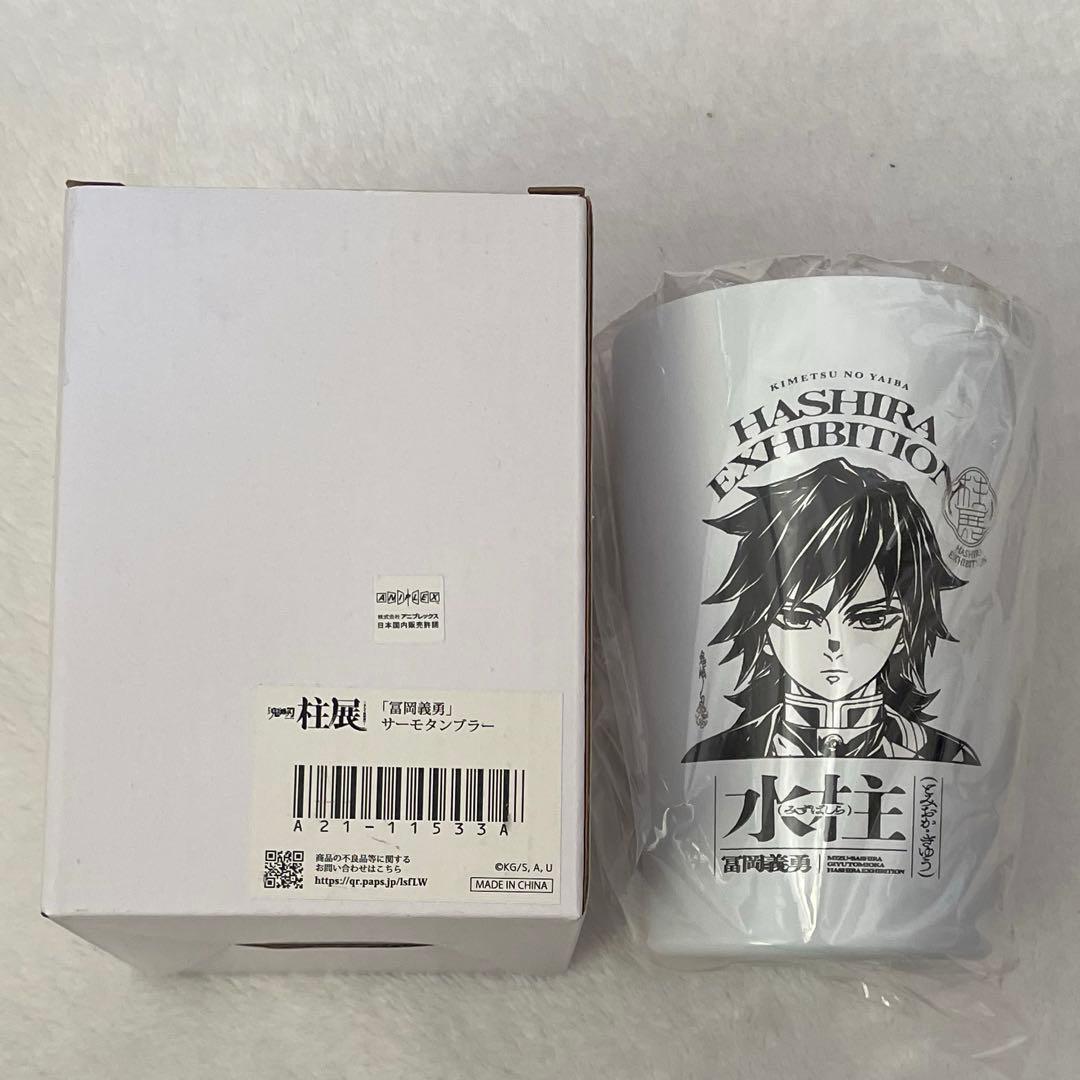 ANIPLEX
株式会社 アニプレックス
日本国内販売許諾
柱展
「冨岡義勇」
サーモタンブラー
A21-11533A
商品の不良品等に関する
お問い合わせはこちら
https://qr.paps.jp/lsfLW
©KG/S, A, U
MADE IN CHINA
KIMETSU NO YAIBA
HASHIRA
EXHIBITION
柱展
HASHIRA
EXHIBITION
水柱
(みずばしら)
(とみおか・ぎゆう)
冨岡義勇
MIZU-BASHIRA
GIYU TOMIOKA
HASHIRA EXHIBITION